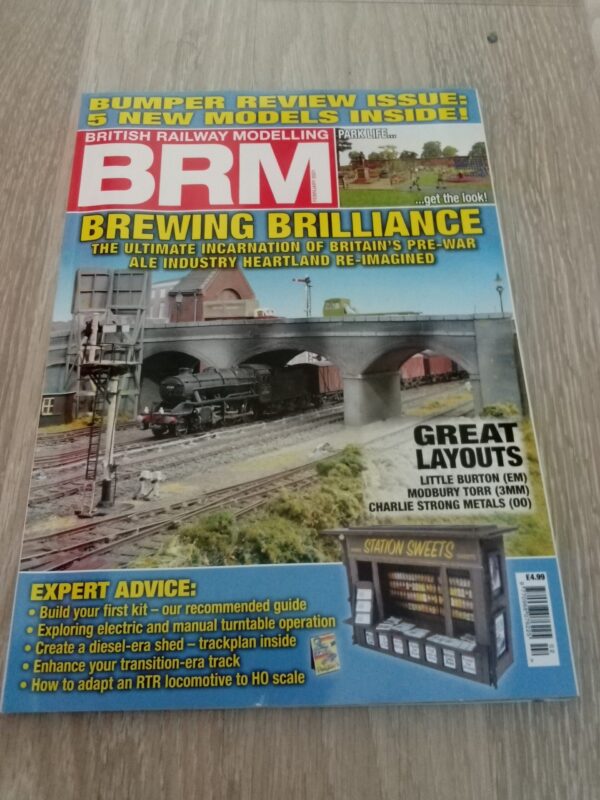 BUMPER REVIEW ISSUE:
5 NEW MODELS INSIDE!
BRITISH RAILWAY MODELLING
BRM
PARK LIFE...
...get the look!
BREWING BRILLIANCE
THE ULTIMATE INCARNATION OF BRITAIN'S PRE-WAR
ALE INDUSTRY HEARTLAND RE-IMAGINED
GREAT
LAYOUTS
LITTLE BURTON (EM)
MODBURY TORR (3MM)
CHARLIE STRONG METALS (OO)
STATION SWEETS
£4.99
EXPERT ADVICE:
• Build your first kit – our recommended guide
• Exploring electric and manual turntable operation
• Create a diesel-era shed – trackplan inside
• Enhance your transition-era track
• How to adapt an RTR locomotive to HO scale